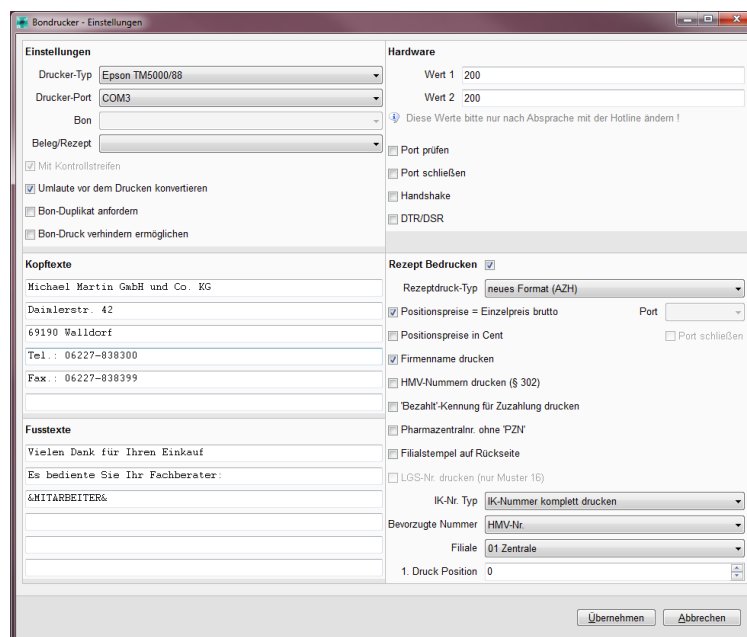 Bondrucker - Einstellungen
Einstellungen
Drucker-Typ Epson TM5000/88
Drucker-Port COM3
Bon
Beleg/Rezept
Mit Kontrollstreifen
Umlaute vor dem Drucken konvertieren
Bon-Duplikat anfordern
Bon-Druck verhindern ermöglichen
Hardware
Wert 1 200
Wert 2 200
Diese Werte bitte nur nach Absprache mit der Hotline ändern !
Port prüfen
Port schließen
Handshake
DTR/DSR
Kopftexte
Michael Martin GmbH und Co. KG
Daimlerstr. 42
69190 Walldorf
Tel.: 06227-838300
Fax.: 06227-838399
Fusstexte
Vielen Dank für Ihren Einkauf
Es bediente Sie Ihr Fachberater:
&MITARBEITER&
Rezept Bedrucken
Rezeptdruck-Typ neues Format (AZH)
Positionspreise = Einzelpreis brutto Port
Positionspreise in Cent Port schließen
Firmenname drucken
HMV-Nummern drucken (§ 302)
'Bezahlt'-Kennung für Zuzahlung drucken
Pharmazentralnr. ohne 'PZN'
Filialstempel auf Rückseite
LGS-Nr. drucken (nur Muster 16)
IK-Nr. Typ IK-Nummer komplett drucken
Bevorzugte Nummer HMV-Nr.
Filiale 01 Zentrale
1. Druck Position 0
Übernehmen Abbrechen